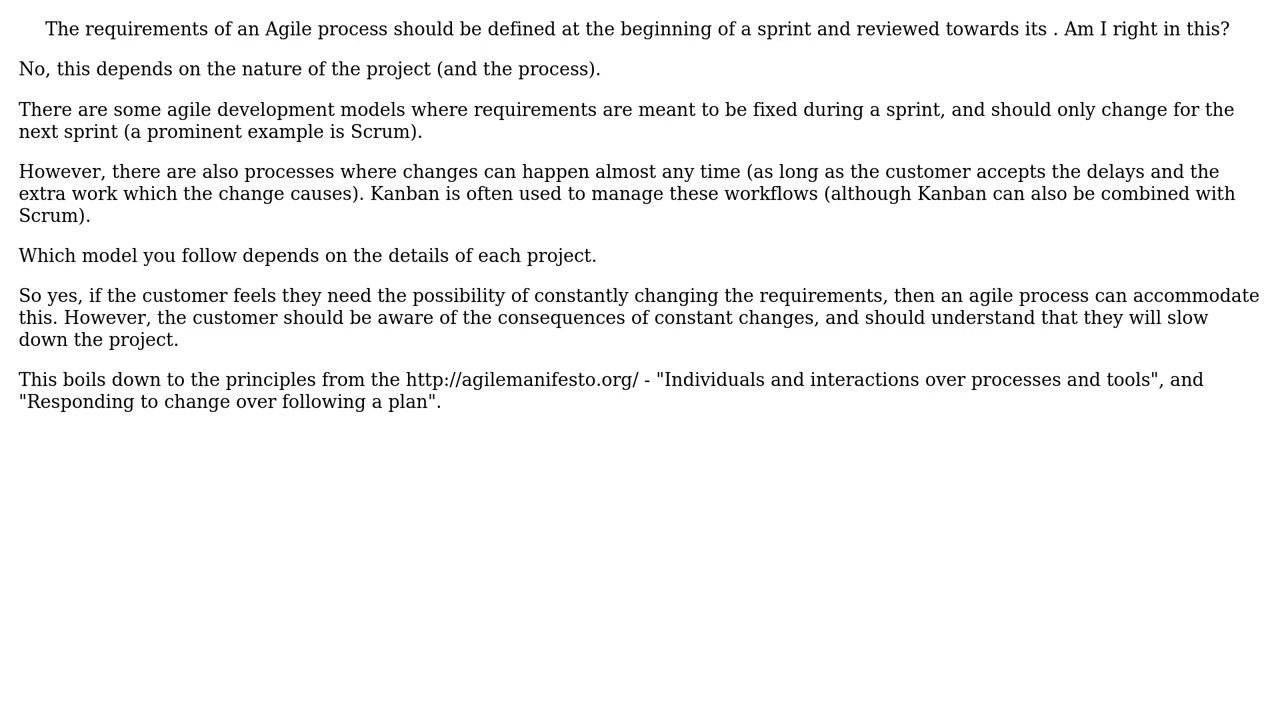 The requirements of an Agile process should be defined at the beginning of a sprint and reviewed towards its . Am I right in this?
No, this depends on the nature of the project (and the process).
There are some agile development models where requirements are meant to be fixed during a sprint, and should only change for the
next sprint (a prominent example is Scrum).
However, there are also processes where changes can happen almost any time (as long as the customer accepts the delays and the
extra work which the change causes). Kanban is often used to manage these workflows (although Kanban can also be combined with
Scrum).
Which model you follow depends on the details of each project.
So yes, if the customer feels they need the possibility of constantly changing the requirements, then an agile process can accommodate
this. However, the customer should be aware of the consequences of constant changes, and should understand that they will slow
down the project.
This boils down to the principles from the http://agilemanifesto.org/ - "Individuals and interactions over processes and tools", and
"Responding to change over following a plan".